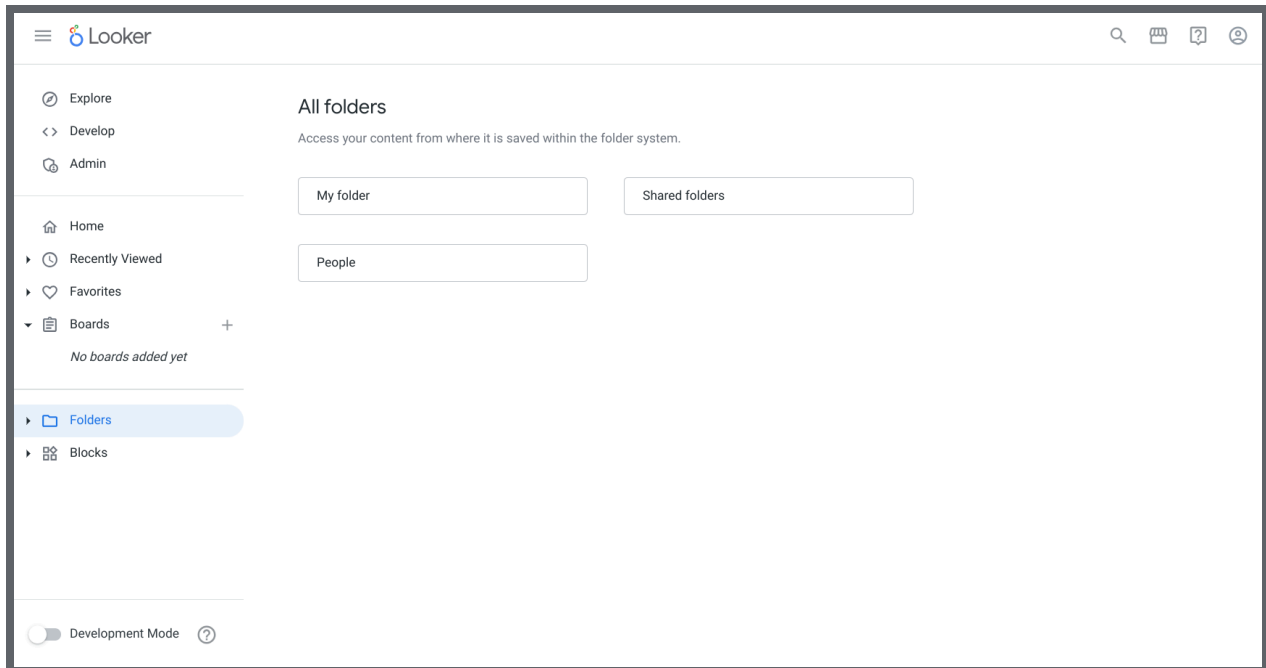 Looker
Explore
Develop
Admin
Home
Recently Viewed
Favorites
Boards
No boards added yet
Folders
Blocks
Development Mode
All folders
Access your content from where it is saved within the folder system.
My folder
Shared folders
People